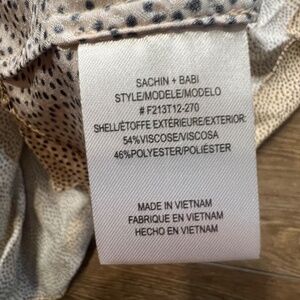 SACHIN + BABI
STYLE/MODELE/MODELO
# F213T12-270
SHELL/ÉTOFFE EXTÉRIEURE/EXTERIOR:
54%VISCOSE/VISCOSA
46%POLYESTER/POLIÉSTER
MADE IN VIETNAM
FABRIQUE EN VIETNAM
HECHO EN VIETNAM